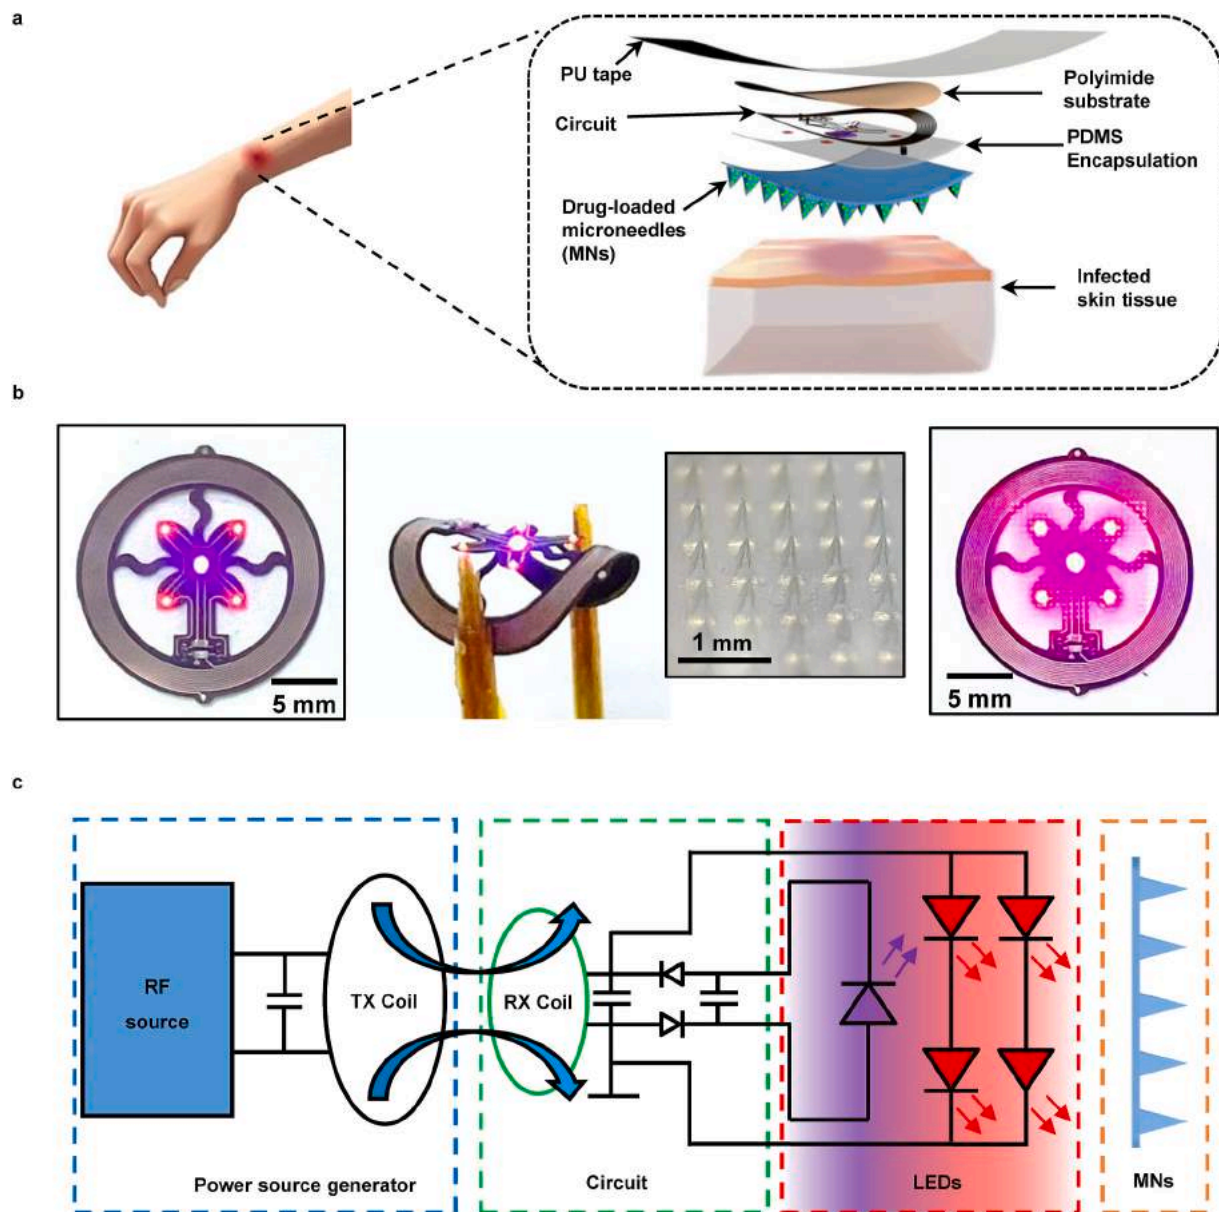 a
PU tape
Polyimide
substrate
Circuit
PDMS
Encapsulation
Drug-loaded
microneedles
(MNs)
Infected
skin tissue
b
5 mm
1 mm
5 mm
c
RF
source
TX Coil
RX Coil
Power source generator
Circuit
LEDs
MNs